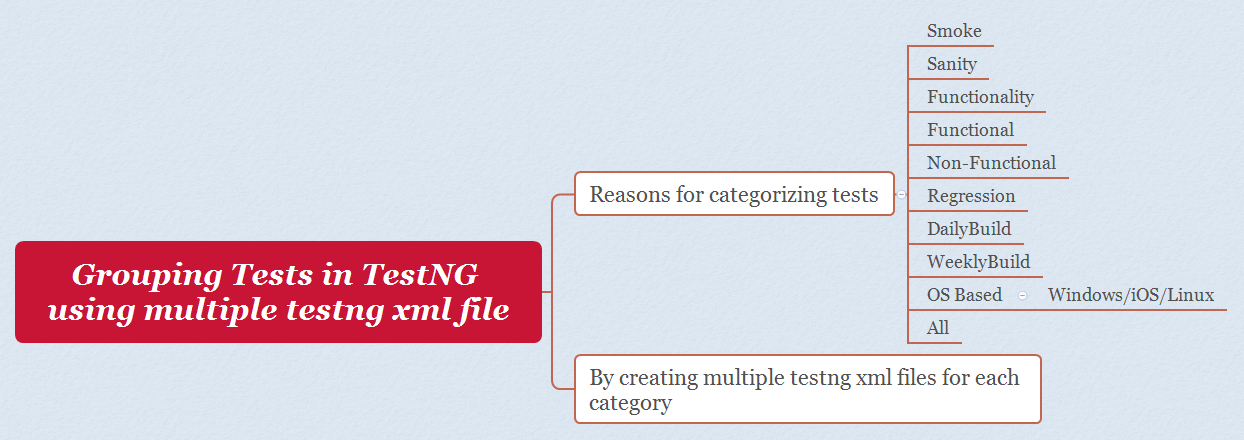 Grouping Tests in TestNG
using multiple testng xml file
Reasons for categorizing tests
Smoke
Sanity
Functionality
Functional
Non-Functional
Regression
DailyBuild
WeeklyBuild
OS Based
Windows/iOS/Linux
All
By creating multiple testng xml files for each
category